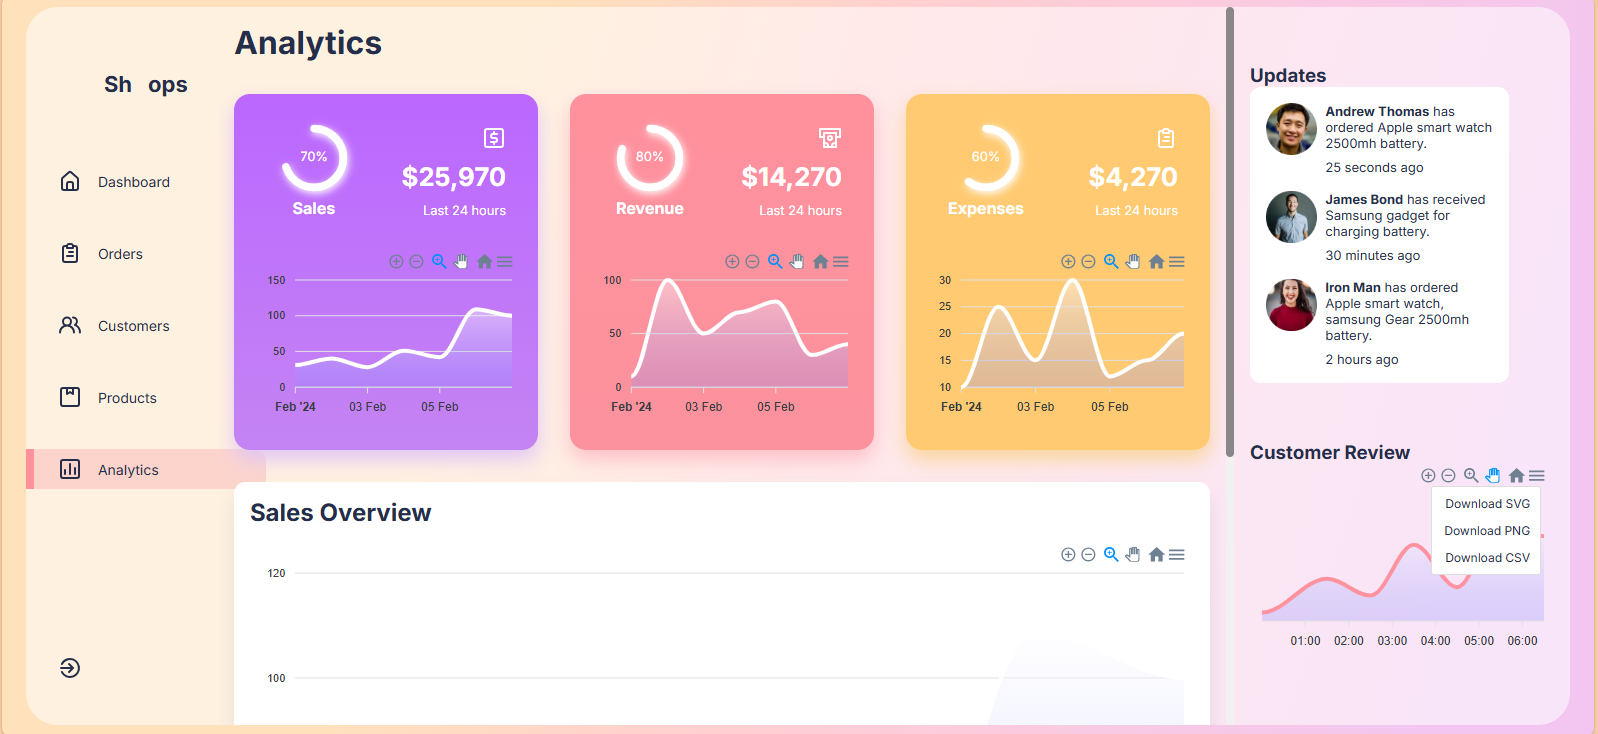 Analytics
Sh ops
Dashboard
Orders
Customers
Products
Analytics
70%
Sales
$25,970
Last 24 hours
150
100
50
0
Feb '24 03 Feb 05 Feb
80%
Revenue
$14,270
Last 24 hours
100
50
0
Feb '24 03 Feb 05 Feb
60%
Expenses
$4,270
Last 24 hours
30
25
20
15
10
Feb '24 03 Feb 05 Feb
Sales Overview
120
100
Updates
Andrew Thomas has
ordered Apple smart watch
2500mh battery.
25 seconds ago
James Bond has received
Samsung gadget for
charging battery.
30 minutes ago
Iron Man has ordered
Apple smart watch,
samsung Gear 2500mh
battery.
2 hours ago
Customer Review
Download SVG
Download PNG
Download CSV
01:00 02:00 03:00 04:00 05:00 06:00